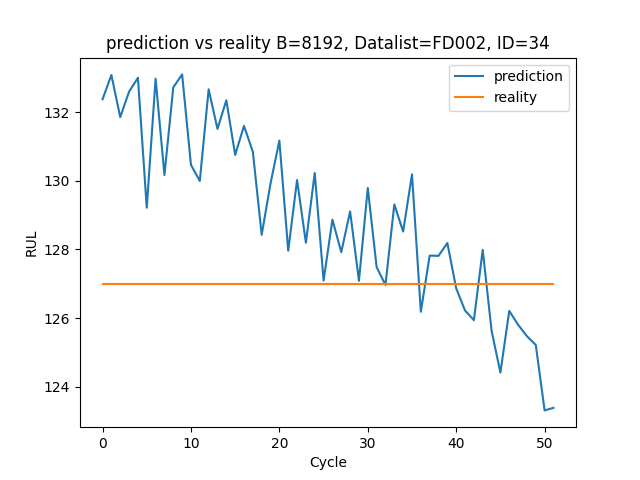 prediction vs reality B=8192, Datalist=FD002, ID=34
prediction
reality
132
130
128
126
124
RUL
0 10 20 30 40 50
Cycle